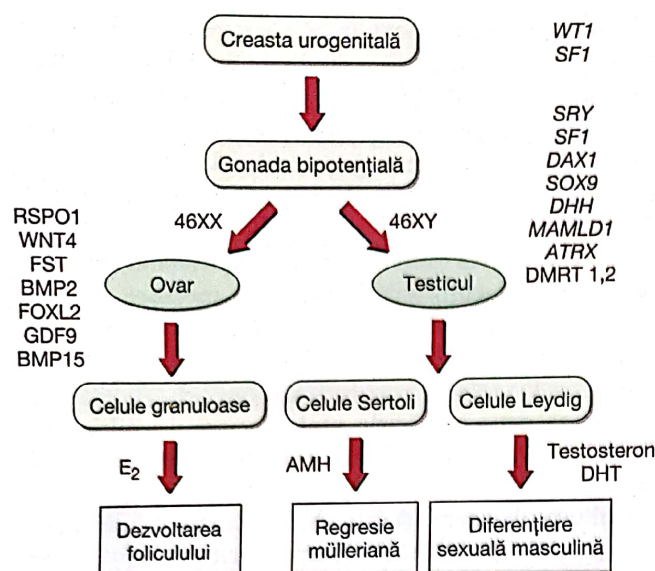 Creasta urogenitală
WT1
SF1
Gonada bipotențială
SRY
SF1
DAX1
SOX9
DHH
MAMLD1
ATRX
DMRT 1,2
46XX
46XY
RSPO1
WNT4
FST
BMP2
FOXL2
GDF9
BMP15
Ovar
Testicul
Celule granuloase
Celule Sertoli
Celule Leydig
E₂
AMH
Testosteron
DHT
Dezvoltarea
foliculului
Regresie
mülleriană
Diferențiere
sexuală masculină